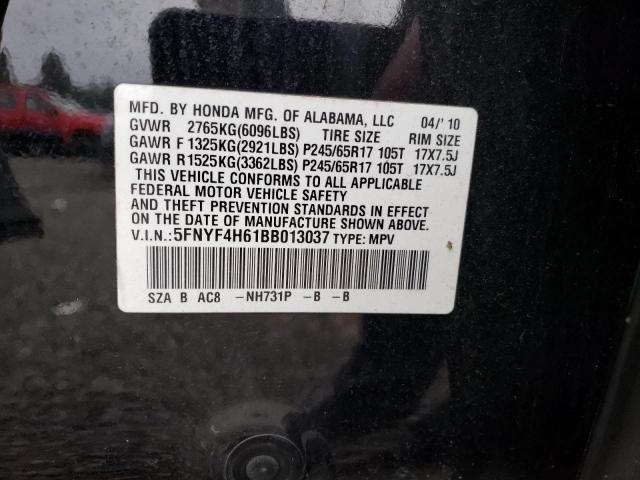 MFD. BY HONDA MFG. OF ALABAMA, LLC 04/'10
GVWR 2765KG(6096LBS) TIRE SIZE RIM SIZE
GAWR F 1325KG(2921LBS) P245/65R17 105T 17X7.5J
GAWR R1525KG(3362LBS) P245/65R17 105T 17X7.5J
THIS VEHICLE CONFORMS TO ALL APPLICABLE
FEDERAL MOTOR VEHICLE SAFETY
AND THEFT PREVENTION STANDARDS IN EFFECT
ON THE DATE OF MANUFACTURE SHOWN ABOVE.
V.I.N.:5FNYF4H61BB013037 TYPE: MPV
SZA B AC8 -NH731P -B -B